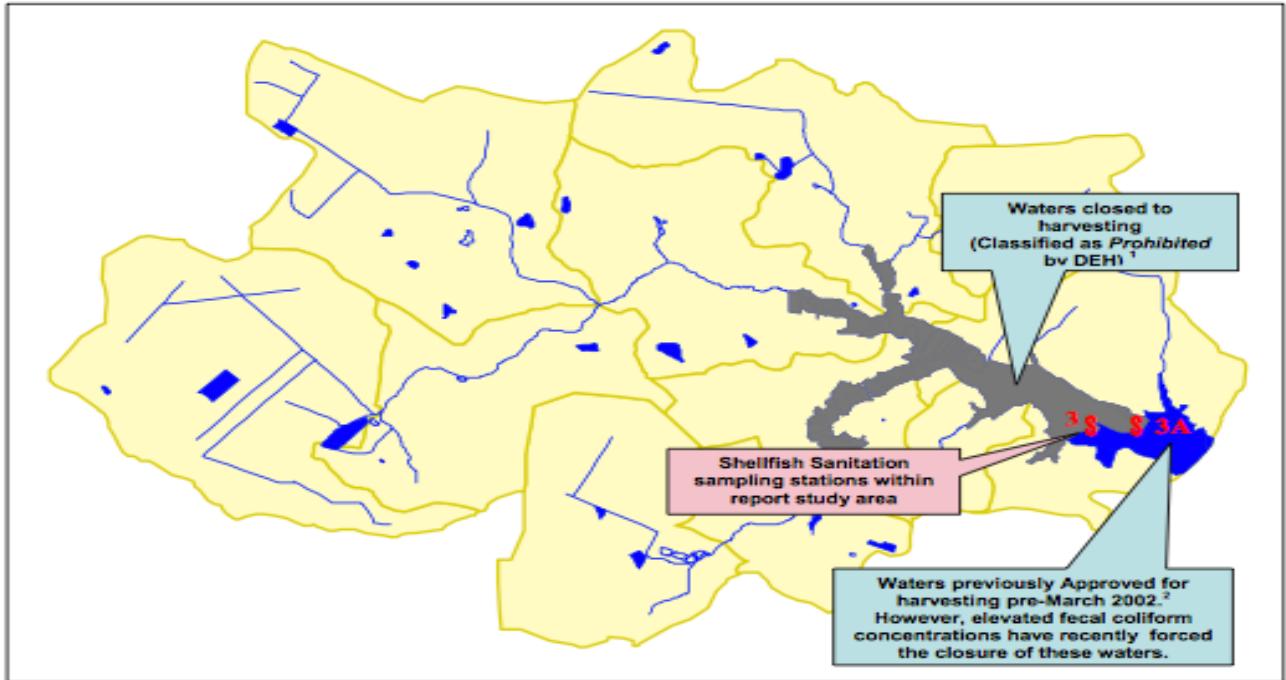 Waters closed to
harvesting
(Classified as Prohibited
by DEH) 1
3 $ $ 3A
Shellfish Sanitation
sampling stations within
report study area
Waters previously Approved for
harvesting pre-March 2002.2
However, elevated fecal coliform
concentrations have recently forced
the closure of these waters.